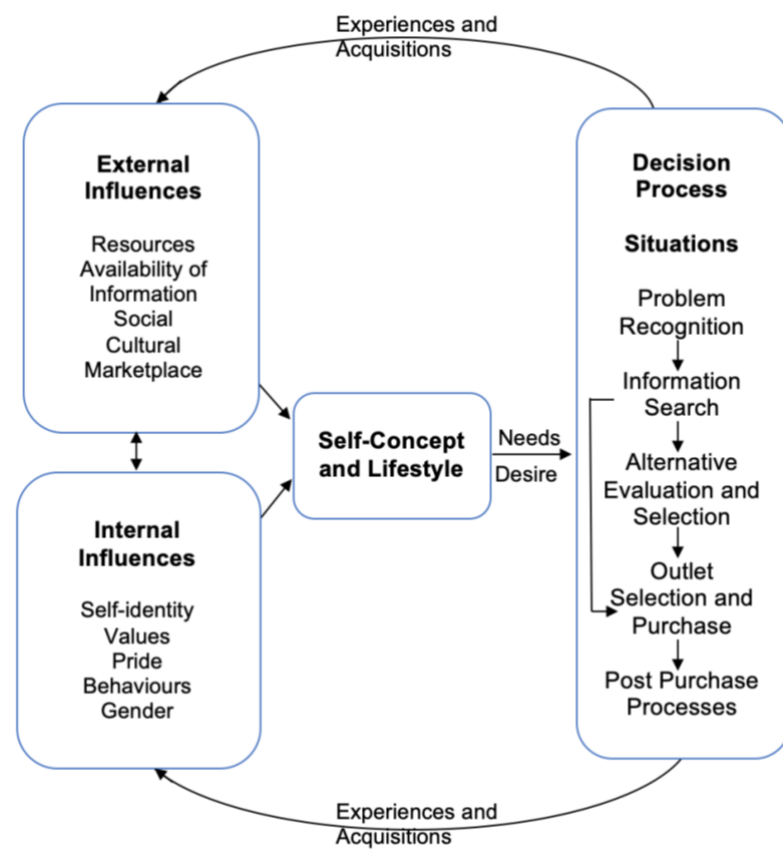 Experiences and
Acquisitions
External
Influences
Resources
Availability of
Information
Social
Cultural
Marketplace
Internal
Influences
Self-identity
Values
Pride
Behaviours
Gender
Self-Concept
and Lifestyle
Needs
Desire
Decision
Process
Situations
Problem
Recognition
Information
Search
Alternative
Evaluation and
Selection
Outlet
Selection and
Purchase
Post Purchase
Processes
Experiences and
Acquisitions